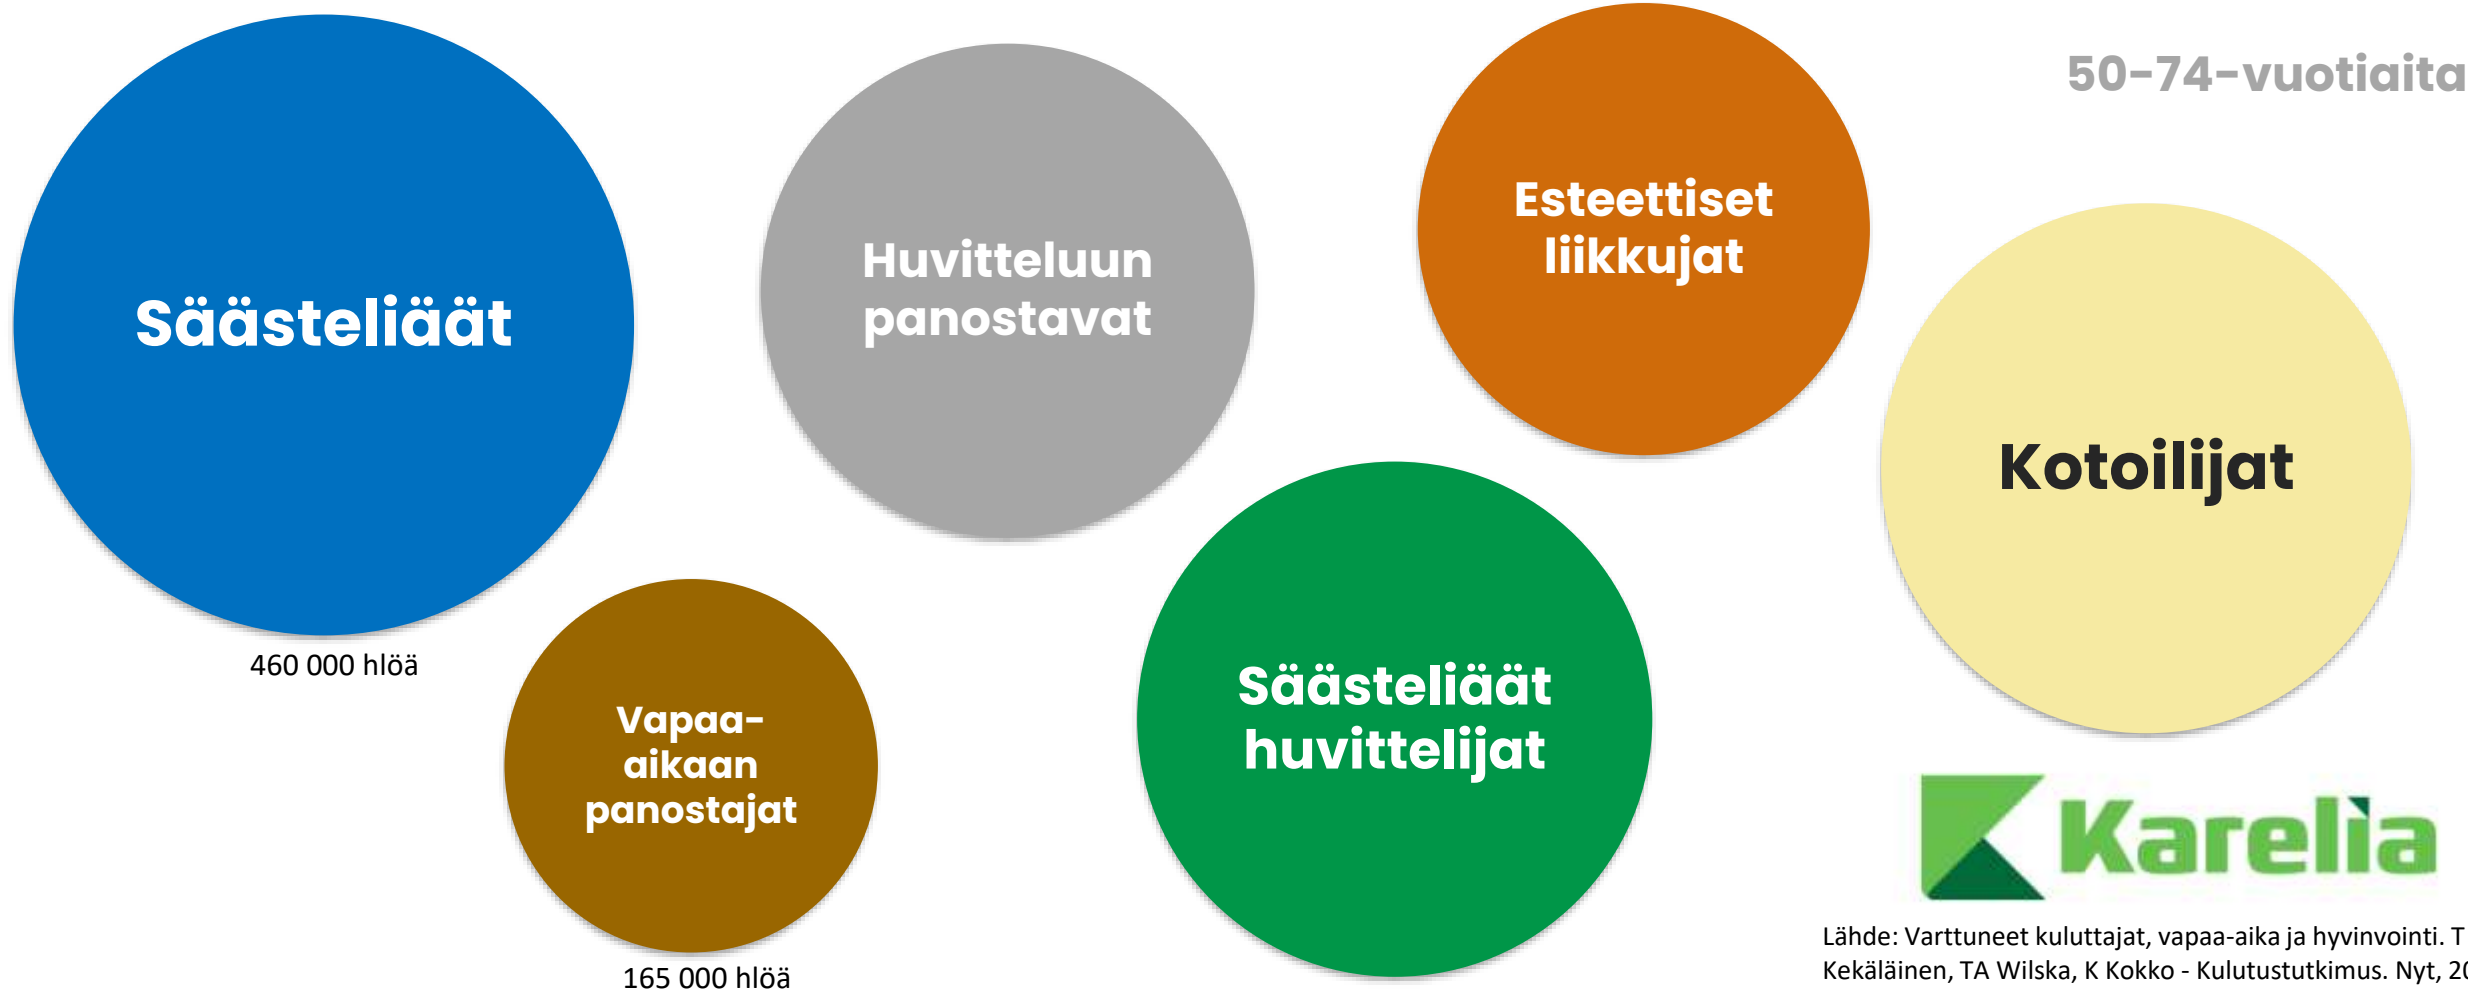 50-74-vuotiaita
Säästeliäät
460 000 hlöä
Huvitteluun
panostavat
Esteettiset
liikkujat
Kotoilijat
Vapaa-
aikaan
panostajat
165 000 hlöä
Säästeliäät
huvittelijat
Karelia
Lähde: Varttuneet kuluttajat, vapaa-aika ja hyvinvointi. T
Kekäläinen, TA Wilska, K Kokko - Kulutustutkimus. Nyt,